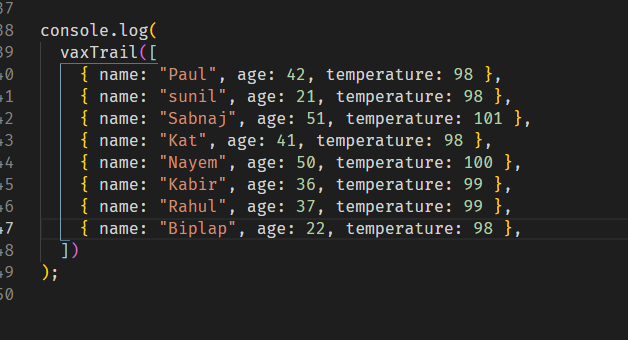 37
38 console.log(
39   vaxTrail([
40     { name: "Paul", age: 42, temperature: 98 },
41     { name: "sunil", age: 21, temperature: 98 },
42     { name: "Sabnaj", age: 51, temperature: 101 },
43     { name: "Kat", age: 41, temperature: 98 },
44     { name: "Nayem", age: 50, temperature: 100 },
45     { name: "Kabir", age: 36, temperature: 99 },
46     { name: "Rahul", age: 37, temperature: 99 },
47     { name: "Biplap", age: 22, temperature: 98 },
48   ])
49 );
50